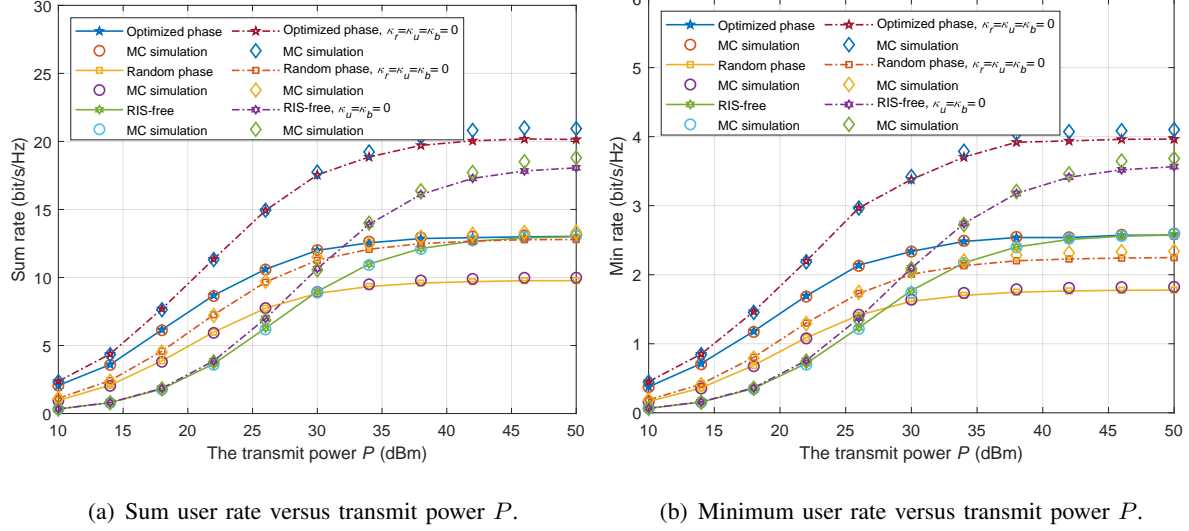 30
25
20
15
10
5
0
Sum rate (bit/s/Hz)
Optimized phase
MC simulation
Random phase
MC simulation
RIS-free
MC simulation
Optimized phase, κr=κu=κb= 0
MC simulation
Random phase, κr=κu=κb= 0
MC simulation
RIS-free, κu=κb= 0
MC simulation
10 15 20 25 30 35 40 45 50
The transmit power P (dBm)
(a) Sum user rate versus transmit power P.
6
5
4
3
2
1
0
Min rate (bit/s/Hz)
Optimized phase
MC simulation
Random phase
MC simulation
RIS-free
MC simulation
Optimized phase, κr=κu=κb= 0
MC simulation
Random phase, κr=κu=κb= 0
MC simulation
RIS-free, κu=κb= 0
MC simulation
10 15 20 25 30 35 40 45 50
The transmit power P (dBm)
(b) Minimum user rate versus transmit power P.